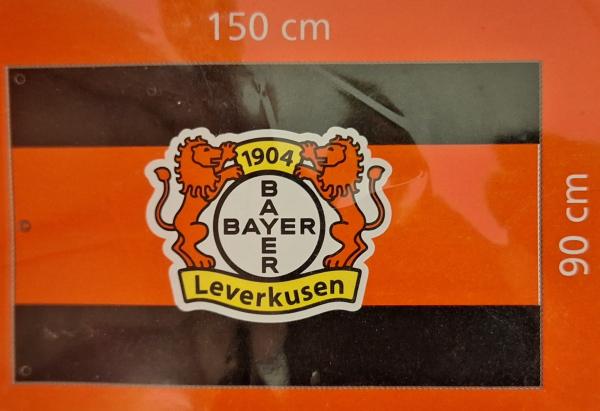 150 cm
1904
BAYER
BAYER
Leverkusen
90 cm